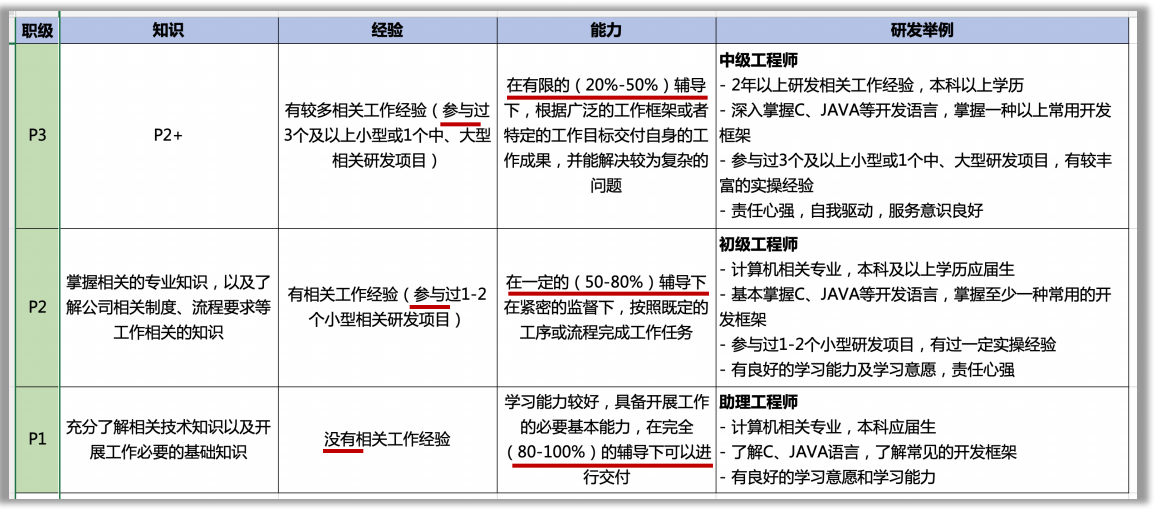 职级 知识 经验 能力 研发举例
P3
P2+
有较多相关工作经验（参与过
3个及以上小型或1个中、大型
相关研发项目）
在有限的（20%-50%）辅导
下，根据广泛的工作框架或者
特定的工作目标交付自身的工
作成果，并能解决较为复杂的
问题
中级工程师
- 2年以上研发相关工作经验，本科以上学历
- 深入掌握C、JAVA等开发语言，掌握一种以上常用开发
框架
- 参与过3个及以上小型或1个中、大型研发项目，有较丰
富的实操经验
- 责任心强，自我驱动，服务意识良好
P2
掌握相关的专业知识，以及了
解公司相关制度、流程要求等
工作相关的知识
有相关工作经验（参与过1-2
个小型相关研发项目）
在一定的（50-80%）辅导下
在紧密的监督下，按照既定的
工序或流程完成工作任务
初级工程师
- 计算机相关专业，本科及以上学历应届生
- 基本掌握C、JAVA等开发语言，掌握至少一种常用的开
发框架
- 参与过1-2个小型研发项目，有过一定实操经验
- 有良好的学习能力及学习意愿，责任心强
P1
充分了解相关技术知识以及开
展工作必要的基础知识
没有相关工作经验
学习能力较好，具备开展工作
的必要基本能力，在完全
（80-100%）的辅导下可以进
行交付
助理工程师
- 计算机相关专业，本科应届生
- 了解C、JAVA语言，了解常见的开发框架
- 有良好的学习意愿和学习能力